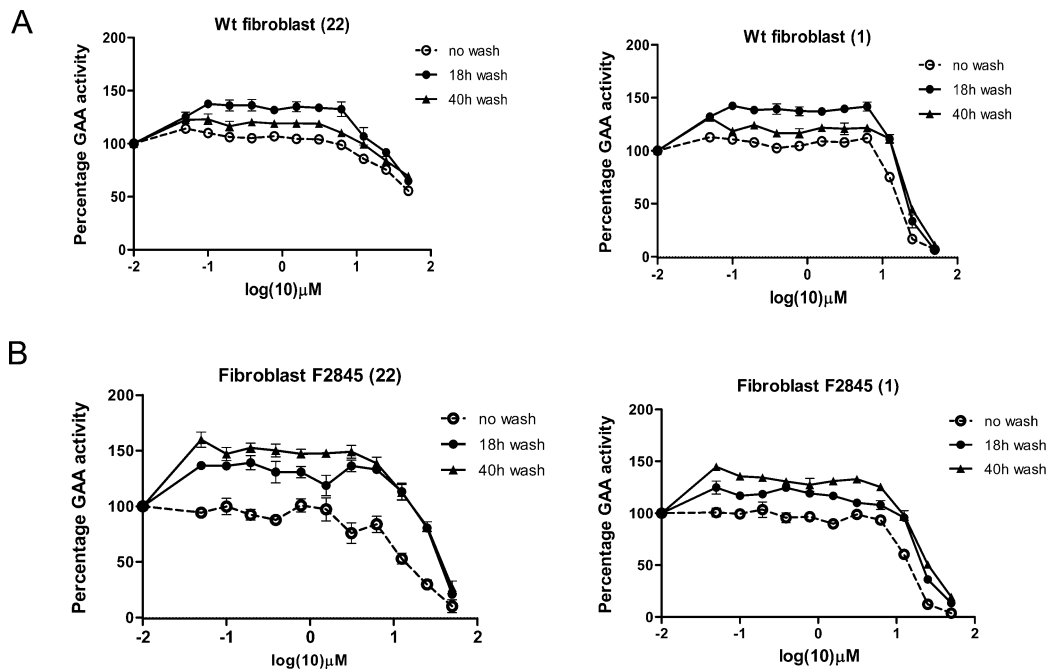 A
Wt fibroblast (22)
Percentage GAA activity
200
150
100
50
0
-2
-1
0
1
2
log(10)µM
no wash
18h wash
40h wash
Wt fibroblast (1)
Percentage GAA activity
200
150
100
50
0
-2
-1
0
1
2
log(10)µM
no wash
18h wash
40h wash
B
Fibroblast F2845 (22)
Percentage GAA activity
200
150
100
50
0
-2
-1
0
1
2
log(10)µM
no wash
18h wash
40h wash
Fibroblast F2845 (1)
Percentage GAA activity
200
150
100
50
0
-2
-1
0
1
2
log(10)µM
no wash
18h wash
40h wash